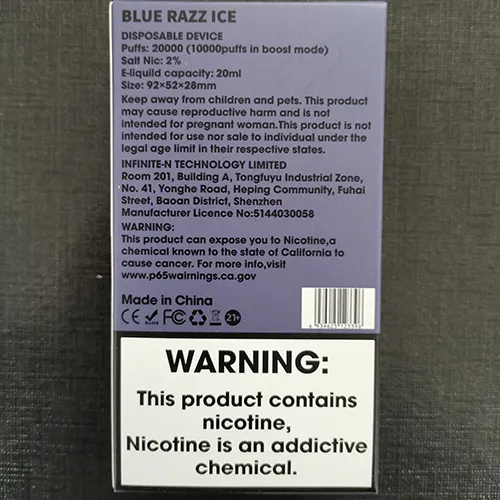 BLUE RAZZ ICE
DISPOSABLE DEVICE
Puffs: 20000 (10000puffs in boost mode)
Salt Nic: 2%
E-liquid capacity: 20ml
Size: 92×52×28mm
Keep away from children and pets. This product
may cause reproductive harm and is not
intended for pregnant woman.This product is not
intended for use nor sale to individual under the
legal age limit in their respective states.
INFINITE-N TECHNOLOGY LIMITED
Room 201, Building A, Tongfuyu Industrial Zone,
No. 41, Yonghe Road, Heping Community, Fuhai
Street, Baoan District, Shenzhen
Manufacturer Licence No:5144030058
WARNING:
This product can expose you to Nicotine,a
chemical known to the state of California to
cause cancer. For more info,visit
www.p65wairnings.ca.gov
Made in China
CE RoHS FC 21+
WARNING:
This product contains
nicotine,
Nicotine is an addictive
chemical.